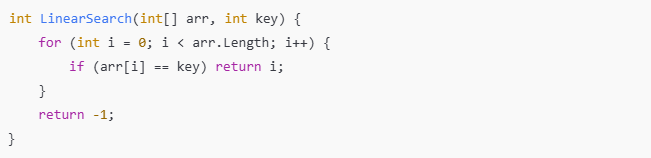 int LinearSearch(int[] arr, int key) {
    for (int i = 0; i < arr.Length; i++) {
        if (arr[i] == key) return i;
    }
    return -1;
}